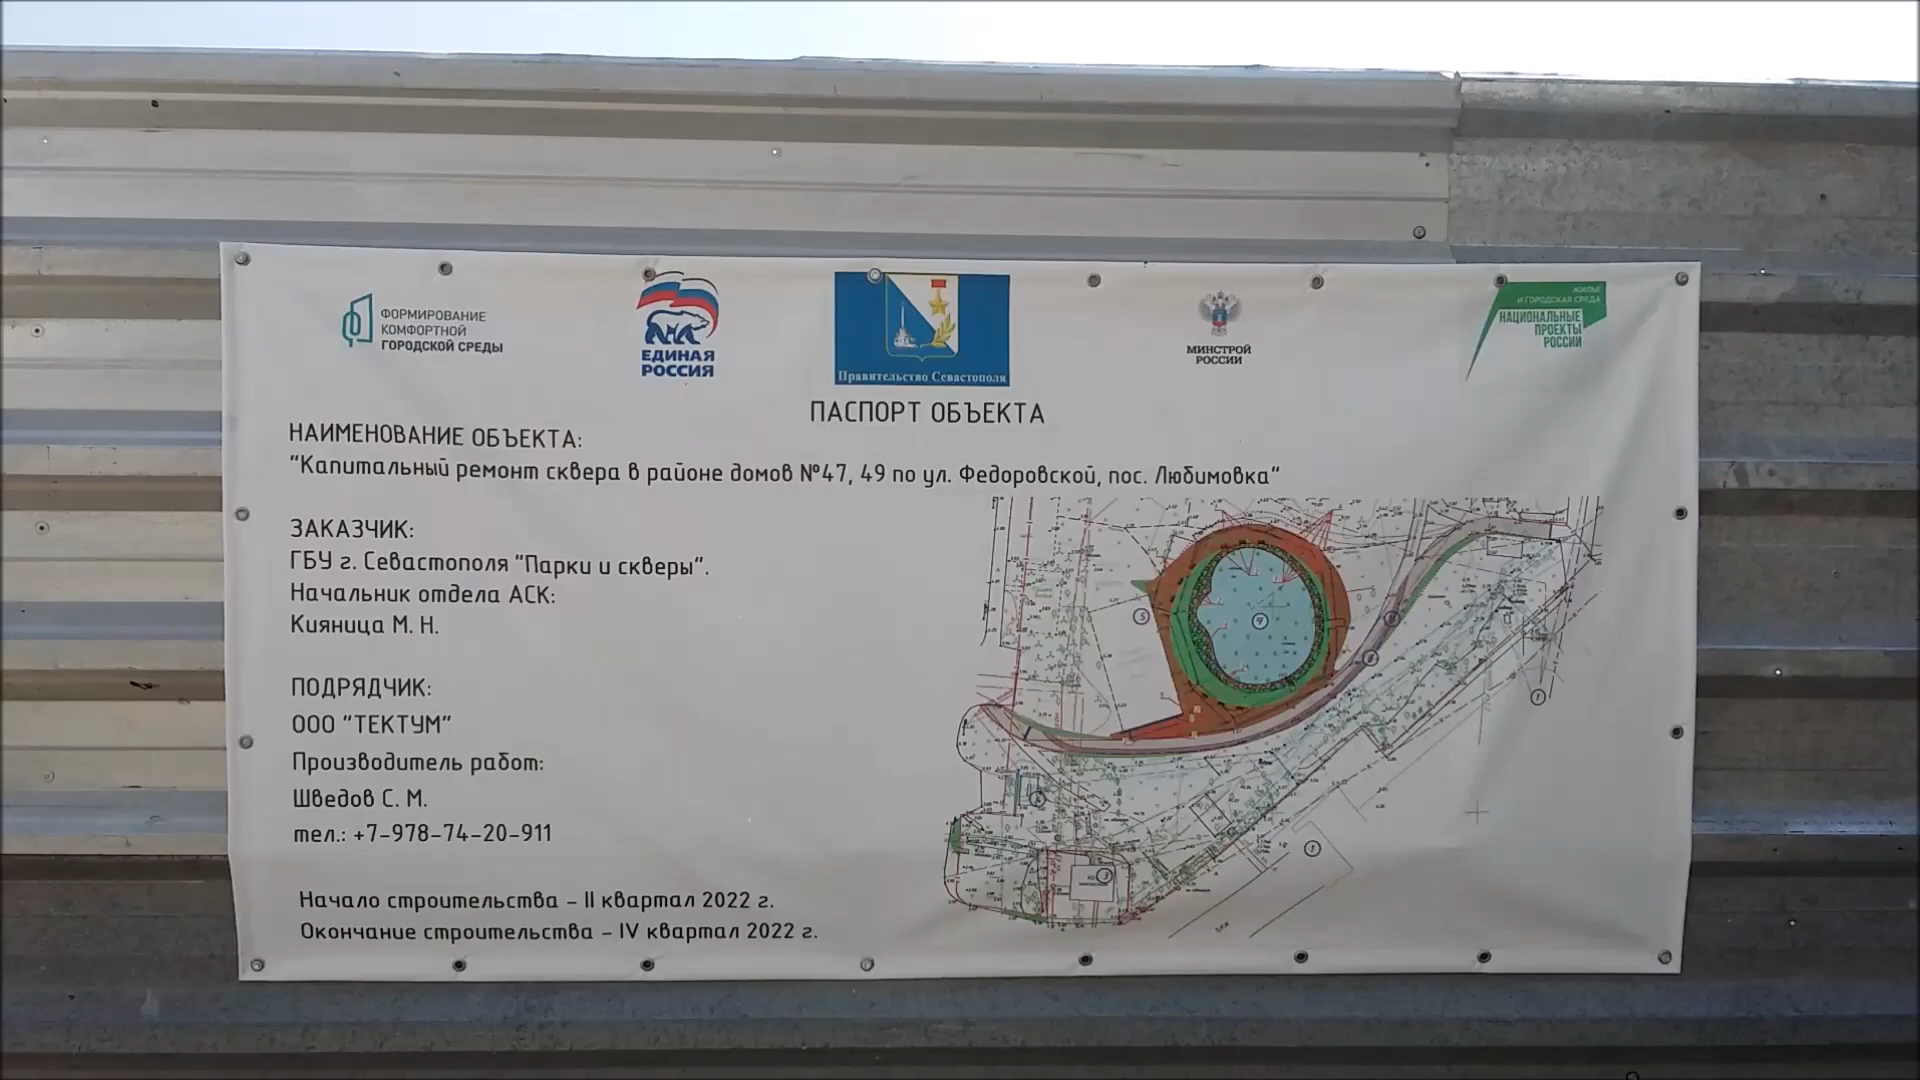 ФОРМИРОВАНИЕ
КОМФОРТНОЙ
ГОРОДСКОЙ СРЕДЫ
ЕДИНАЯ
РОССИЯ
Правительство Севастополя
МИНСТРОЙ
РОССИИ
ЖИЛЬЕ
И ГОРОДСКАЯ СРЕДА
НАЦИОНАЛЬНЫЕ
ПРОЕКТЫ
РОССИИ
ПАСПОРТ ОБЪЕКТА
НАИМЕНОВАНИЕ ОБЪЕКТА:
"Капитальный ремонт сквера в районе домов №47, 49 по ул. Федоровской, пос. Любимовка"
ЗАКАЗЧИК:
ГБУ г. Севастополя "Парки и скверы".
Начальник отдела АСК:
Кияница М. Н.
ПОДРЯДЧИК:
ООО "ТЕКТУМ"
Производитель работ:
Шведов С. М.
тел.: +7-978-74-20-911
Начало строительства - II квартал 2022 г.
Окончание строительства - IV квартал 2022 г.